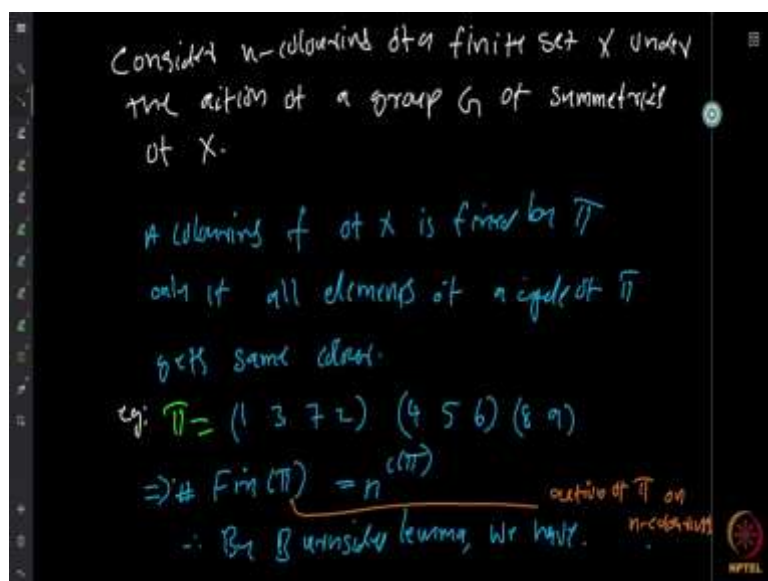 Consider n-colouring of a finite set X under
the action of a group G of symmetries
of X.
A colouring f of X is fixed by π
only if all elements of a cycle of π
gets same colour.
eg: π = (1 3 7 2) (4 5 6) (8 9)
⇒ # Fix(π) = n^c(π)
action of π on
n-colourings
∴ By Burnside lemma, we have.
NPTEL